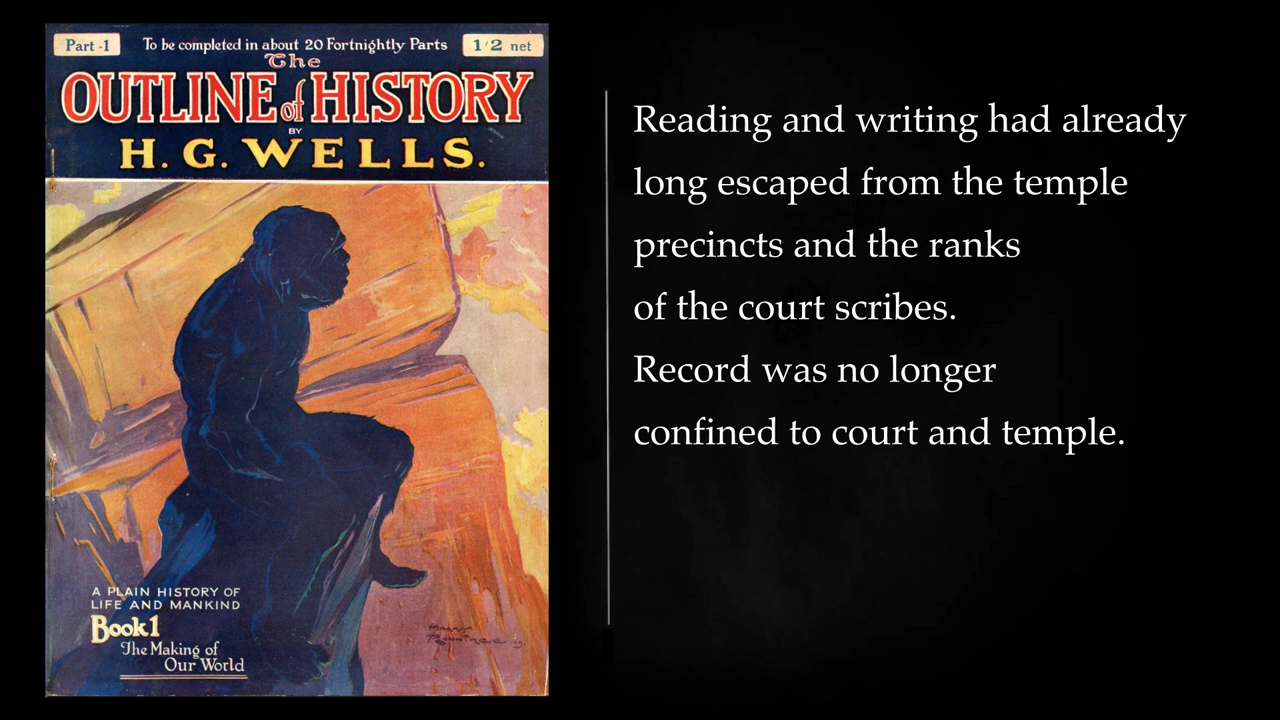 Part -1
To be completed in about 20 Fortnightly Parts
1/2 net
The
OUTLINE of HISTORY
BY
H. G. WELLS.
A PLAIN HISTORY OF
LIFE AND MANKIND
Book 1
The Making of
Our World
Reading and writing had already
long escaped from the temple
precincts and the ranks
of the court scribes.
Record was no longer
confined to court and temple.